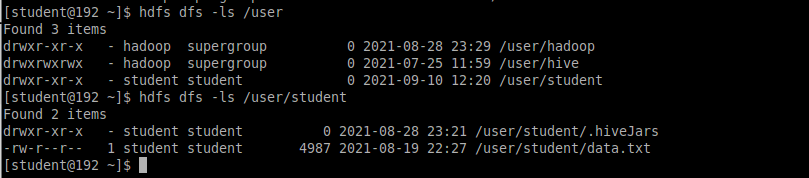 [student@192 ~]$ hdfs dfs -ls /user
Found 3 items
drwxr-xr-x   - hadoop  supergroup          0 2021-08-28 23:29 /user/hadoop
drwxrwxrwx   - hadoop  supergroup          0 2021-07-25 11:59 /user/hive
drwxr-xr-x   - student student             0 2021-09-10 12:20 /user/student
[student@192 ~]$ hdfs dfs -ls /user/student
Found 2 items
drwxr-xr-x   - student student          0 2021-08-28 23:21 /user/student/.hiveJars
-rw-r--r--   1 student student       4987 2021-08-19 22:27 /user/student/data.txt
[student@192 ~]$